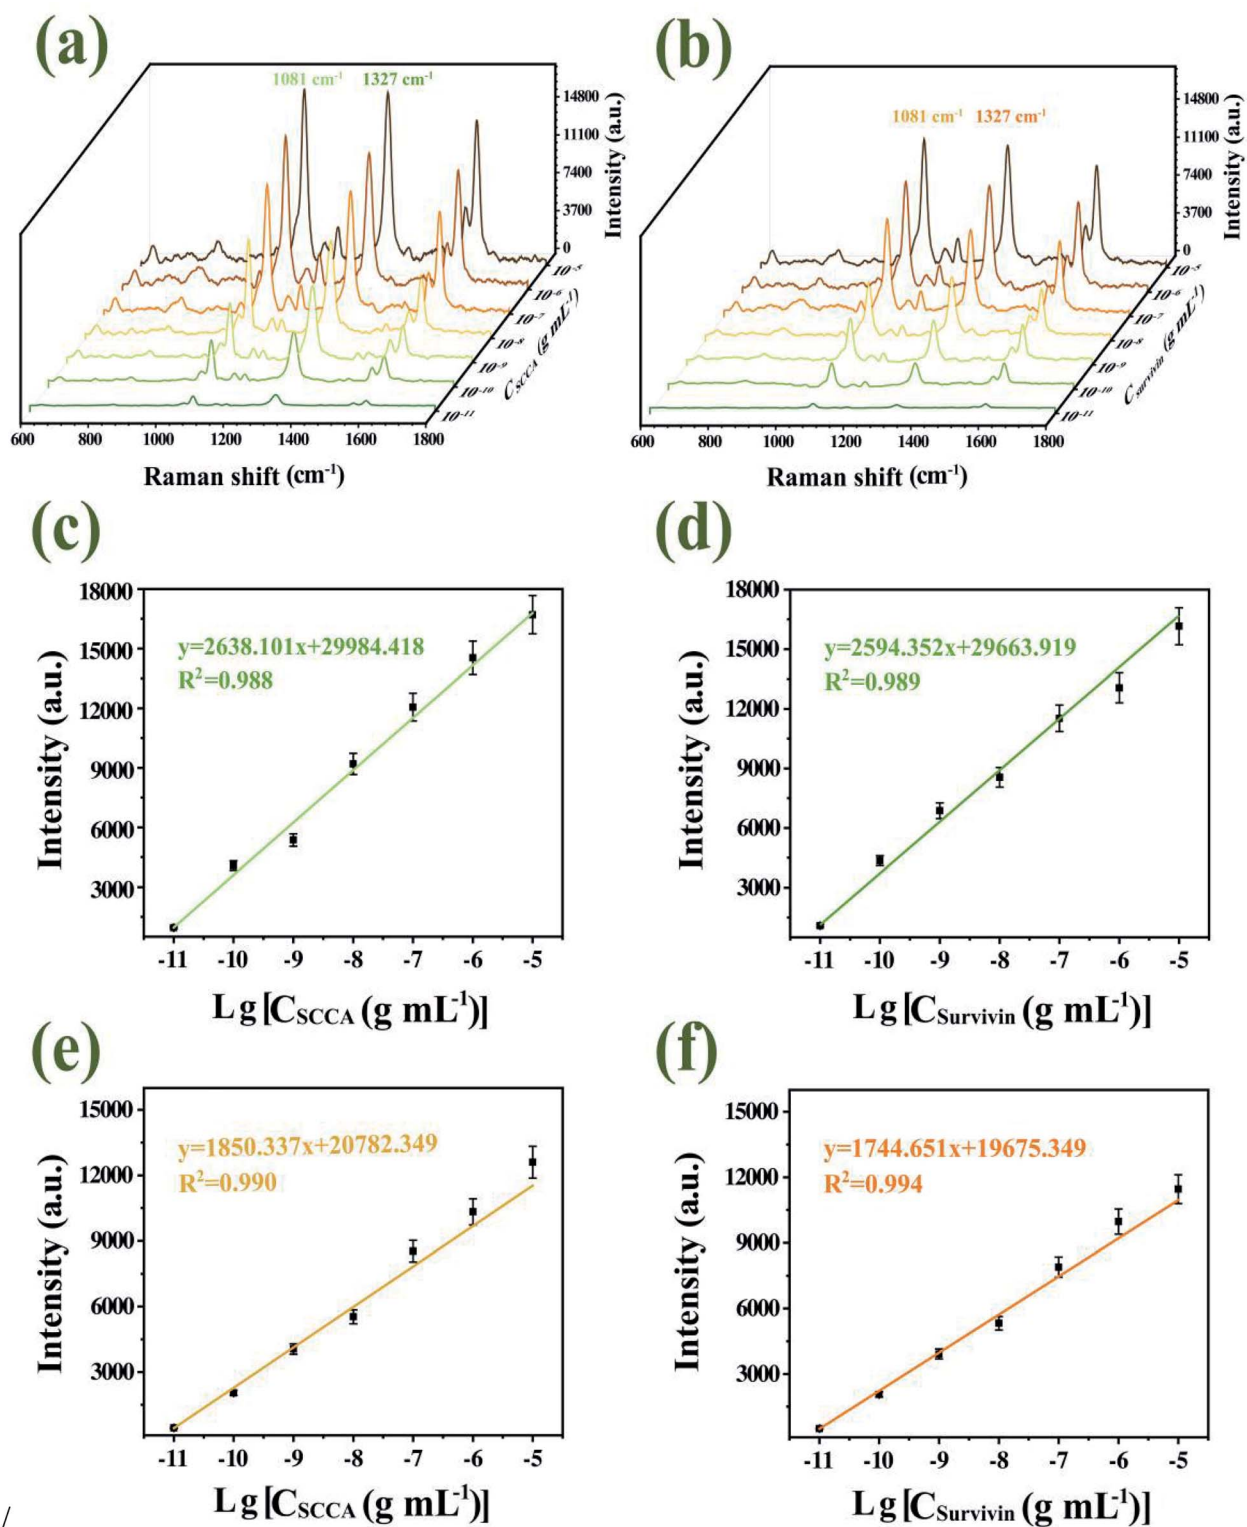 (a)
(b)
1081 cm⁻¹ 1327 cm⁻¹
14800
11100
7400
3700
0
Intensity (a.u.)
10⁻⁵
10⁻⁶
10⁻⁷
10⁻⁸
10⁻⁹
10⁻¹⁰
10⁻¹¹
C SCCA (g mL⁻¹)
600 800 1000 1200 1400 1600 1800
Raman shift (cm⁻¹)
1081 cm⁻¹ 1327 cm⁻¹
14800
11100
7400
3700
0
Intensity (a.u.)
10⁻⁵
10⁻⁶
10⁻⁷
10⁻⁸
10⁻⁹
10⁻¹⁰
10⁻¹¹
C survivin (g mL⁻¹)
600 800 1000 1200 1400 1600 1800
Raman shift (cm⁻¹)
(c)
18000
15000
12000
9000
6000
3000
Intensity (a.u.)
y=2638.101x+29984.418
R²=0.988
-11 -10 -9 -8 -7 -6 -5
Lg[C SCCA (g mL⁻¹)]
(d)
18000
15000
12000
9000
6000
3000
Intensity (a.u.)
y=2594.352x+29663.919
R²=0.989
-11 -10 -9 -8 -7 -6 -5
Lg[C Survivin (g mL⁻¹)]
(e)
15000
12000
9000
6000
3000
Intensity (a.u.)
y=1850.337x+20782.349
R²=0.990
-11 -10 -9 -8 -7 -6 -5
Lg[C SCCA (g mL⁻¹)]
(f)
15000
12000
9000
6000
3000
Intensity (a.u.)
y=1744.651x+19675.349
R²=0.994
-11 -10 -9 -8 -7 -6 -5
Lg[C Survivin (g mL⁻¹)]
/